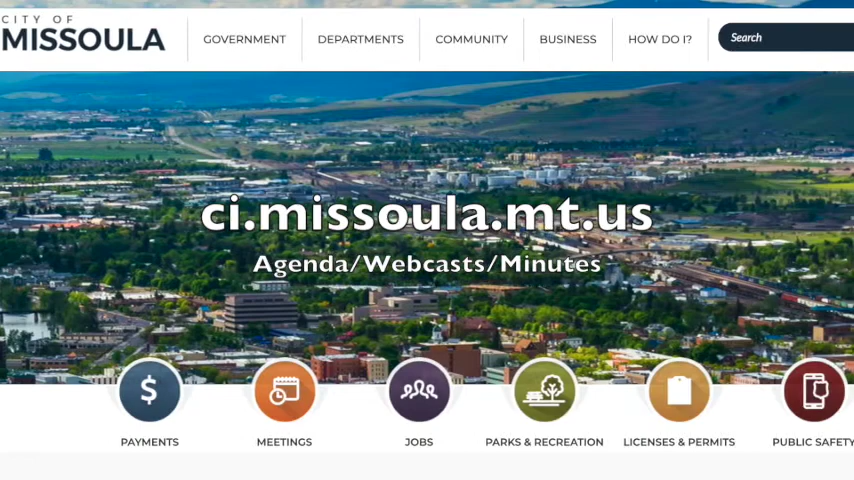 CITY OF
MISSOULA
GOVERNMENT
DEPARTMENTS
COMMUNITY
BUSINESS
HOW DO I?
Search
ci.missoula.mt.us
Agenda/Webcasts/Minutes
$
PAYMENTS
MEETINGS
JOBS
PARKS & RECREATION
LICENSES & PERMITS
PUBLIC SAFETY